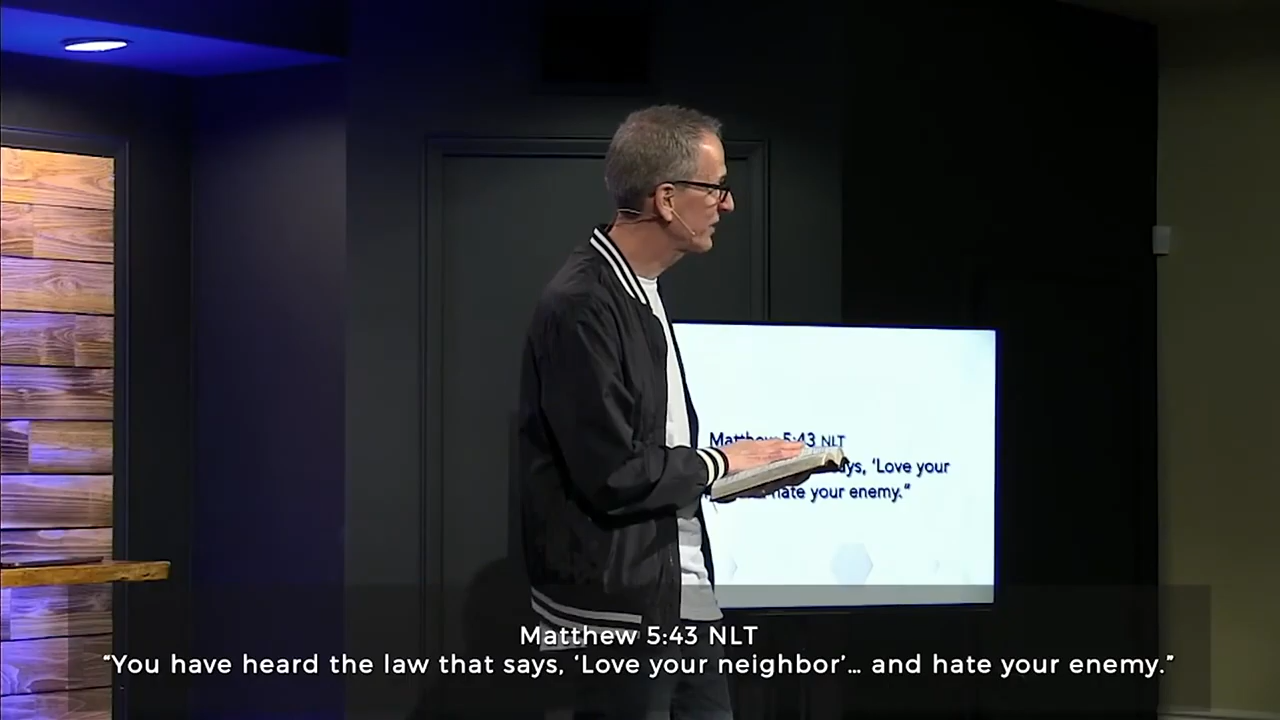 Matthew 5:43 NLT
ays, ‘Love your
hate your enemy.”
Matthew 5:43 NLT
“You have heard the law that says, ‘Love your neighbor’... and hate your enemy.”